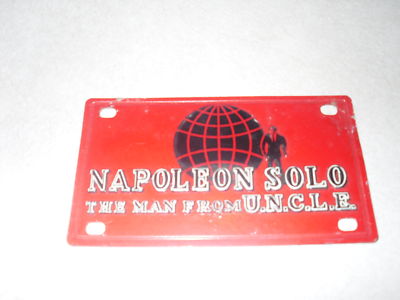 NAPOLEON SOLO
THE MAN FROM U.N.C.L.E.